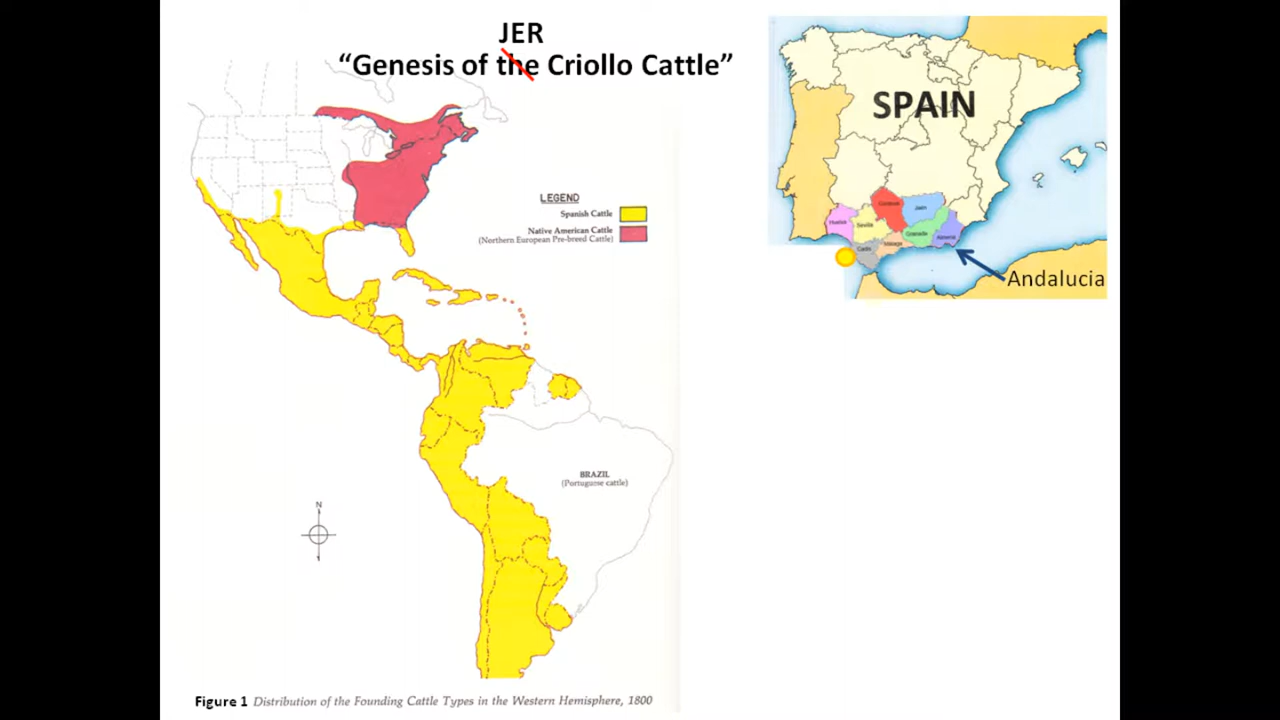 JER
“Genesis of the Criollo Cattle”
SPAIN
Cordoba
Jaén
Huelva
Seville
Granada
Almeria
Malaga
Cadiz
Andalucia
LEGEND
Spanish Cattle
Native American Cattle
(Northern European Pre-breed Cattle)
BRAZIL
(Portuguese cattle)
N
Figure 1 Distribution of the Founding Cattle Types in the Western Hemisphere, 1800